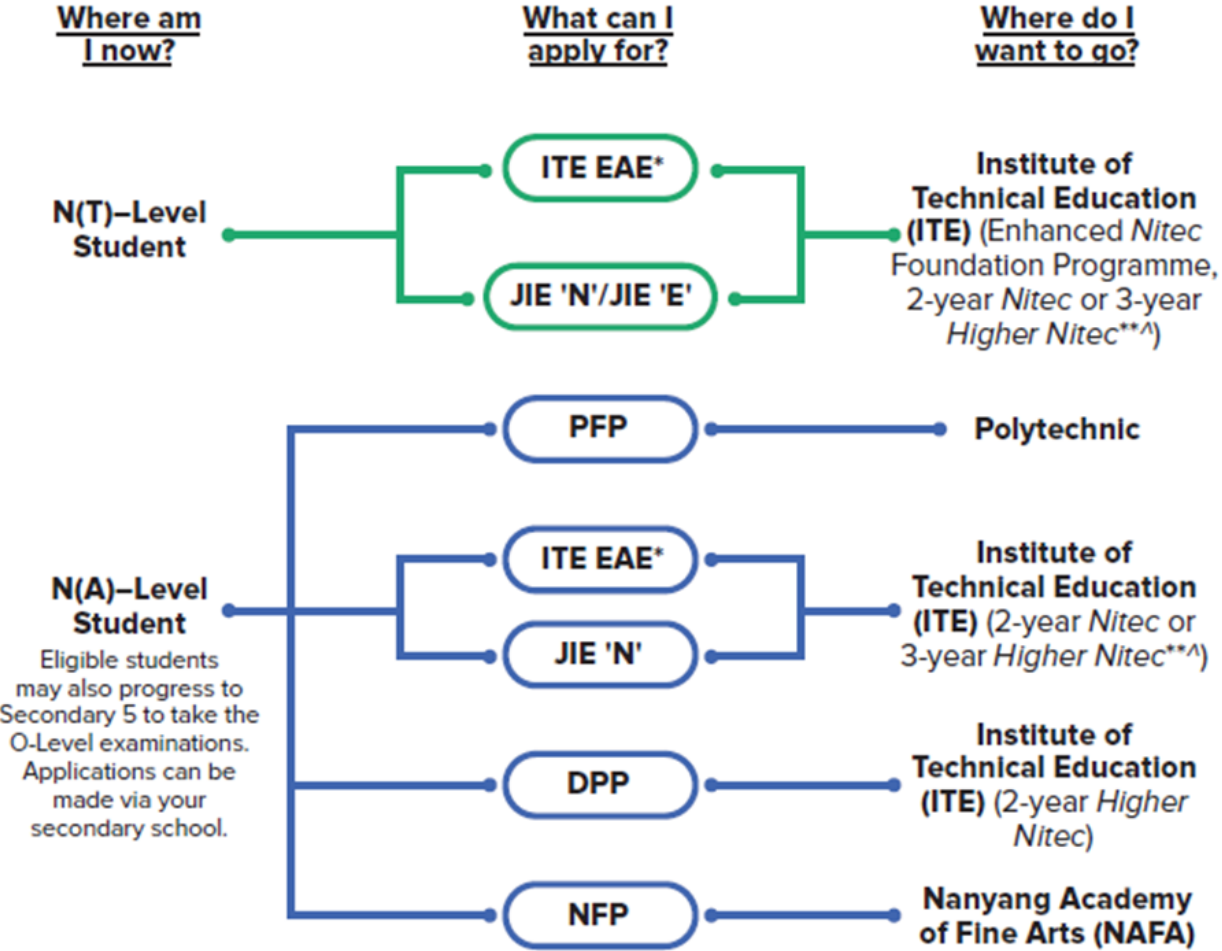 Where am
I now?
What can I
apply for?
Where do I
want to go?
N(T)–Level
Student
ITE EAE*
JIE 'N'/JIE 'E'
Institute of
Technical Education
(ITE) (Enhanced Nitec
Foundation Programme,
2-year Nitec or 3-year
Higher Nitec**^)
N(A)–Level
Student
Eligible students
may also progress to
Secondary 5 to take the
O-Level examinations.
Applications can be
made via your
secondary school.
PFP
Polytechnic
ITE EAE*
JIE 'N'
Institute of
Technical Education
(ITE) (2-year Nitec or
3-year Higher Nitec**^)
DPP
Institute of
Technical Education
(ITE) (2-year Higher
Nitec)
NFP
Nanyang Academy
of Fine Arts (NAFA)